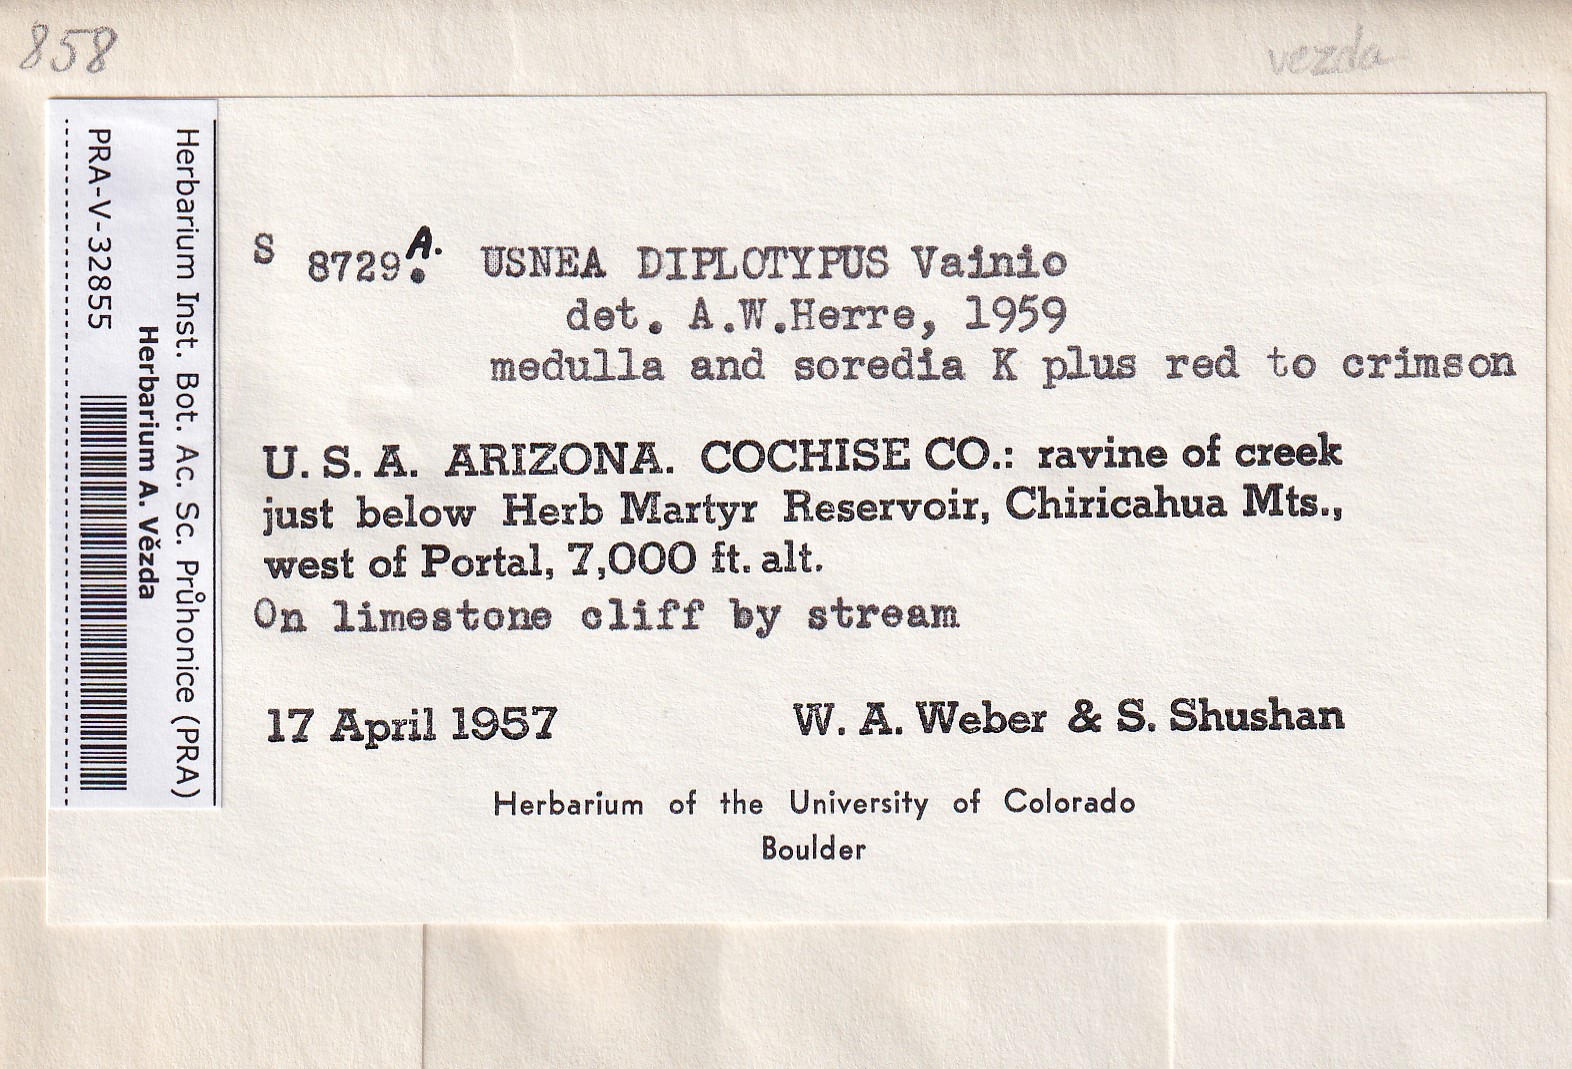 858
vezda
Herbarium Inst. Bot. Ac. Sc. Průhonice (PRA)
Herbarium A. Vězda
PRA-V-32855
S 8729A. USNEA DIPLOTYPUS Vainio
det. A.W.Herre, 1959
medulla and soredia K plus red to crimson
U. S. A. ARIZONA. COCHISE CO.: ravine of creek
just below Herb Martyr Reservoir, Chiricahua Mts.,
west of Portal, 7,000 ft. alt.
On limestone cliff by stream
17 April 1957 W. A. Weber & S. Shushan
Herbarium of the University of Colorado
Boulder